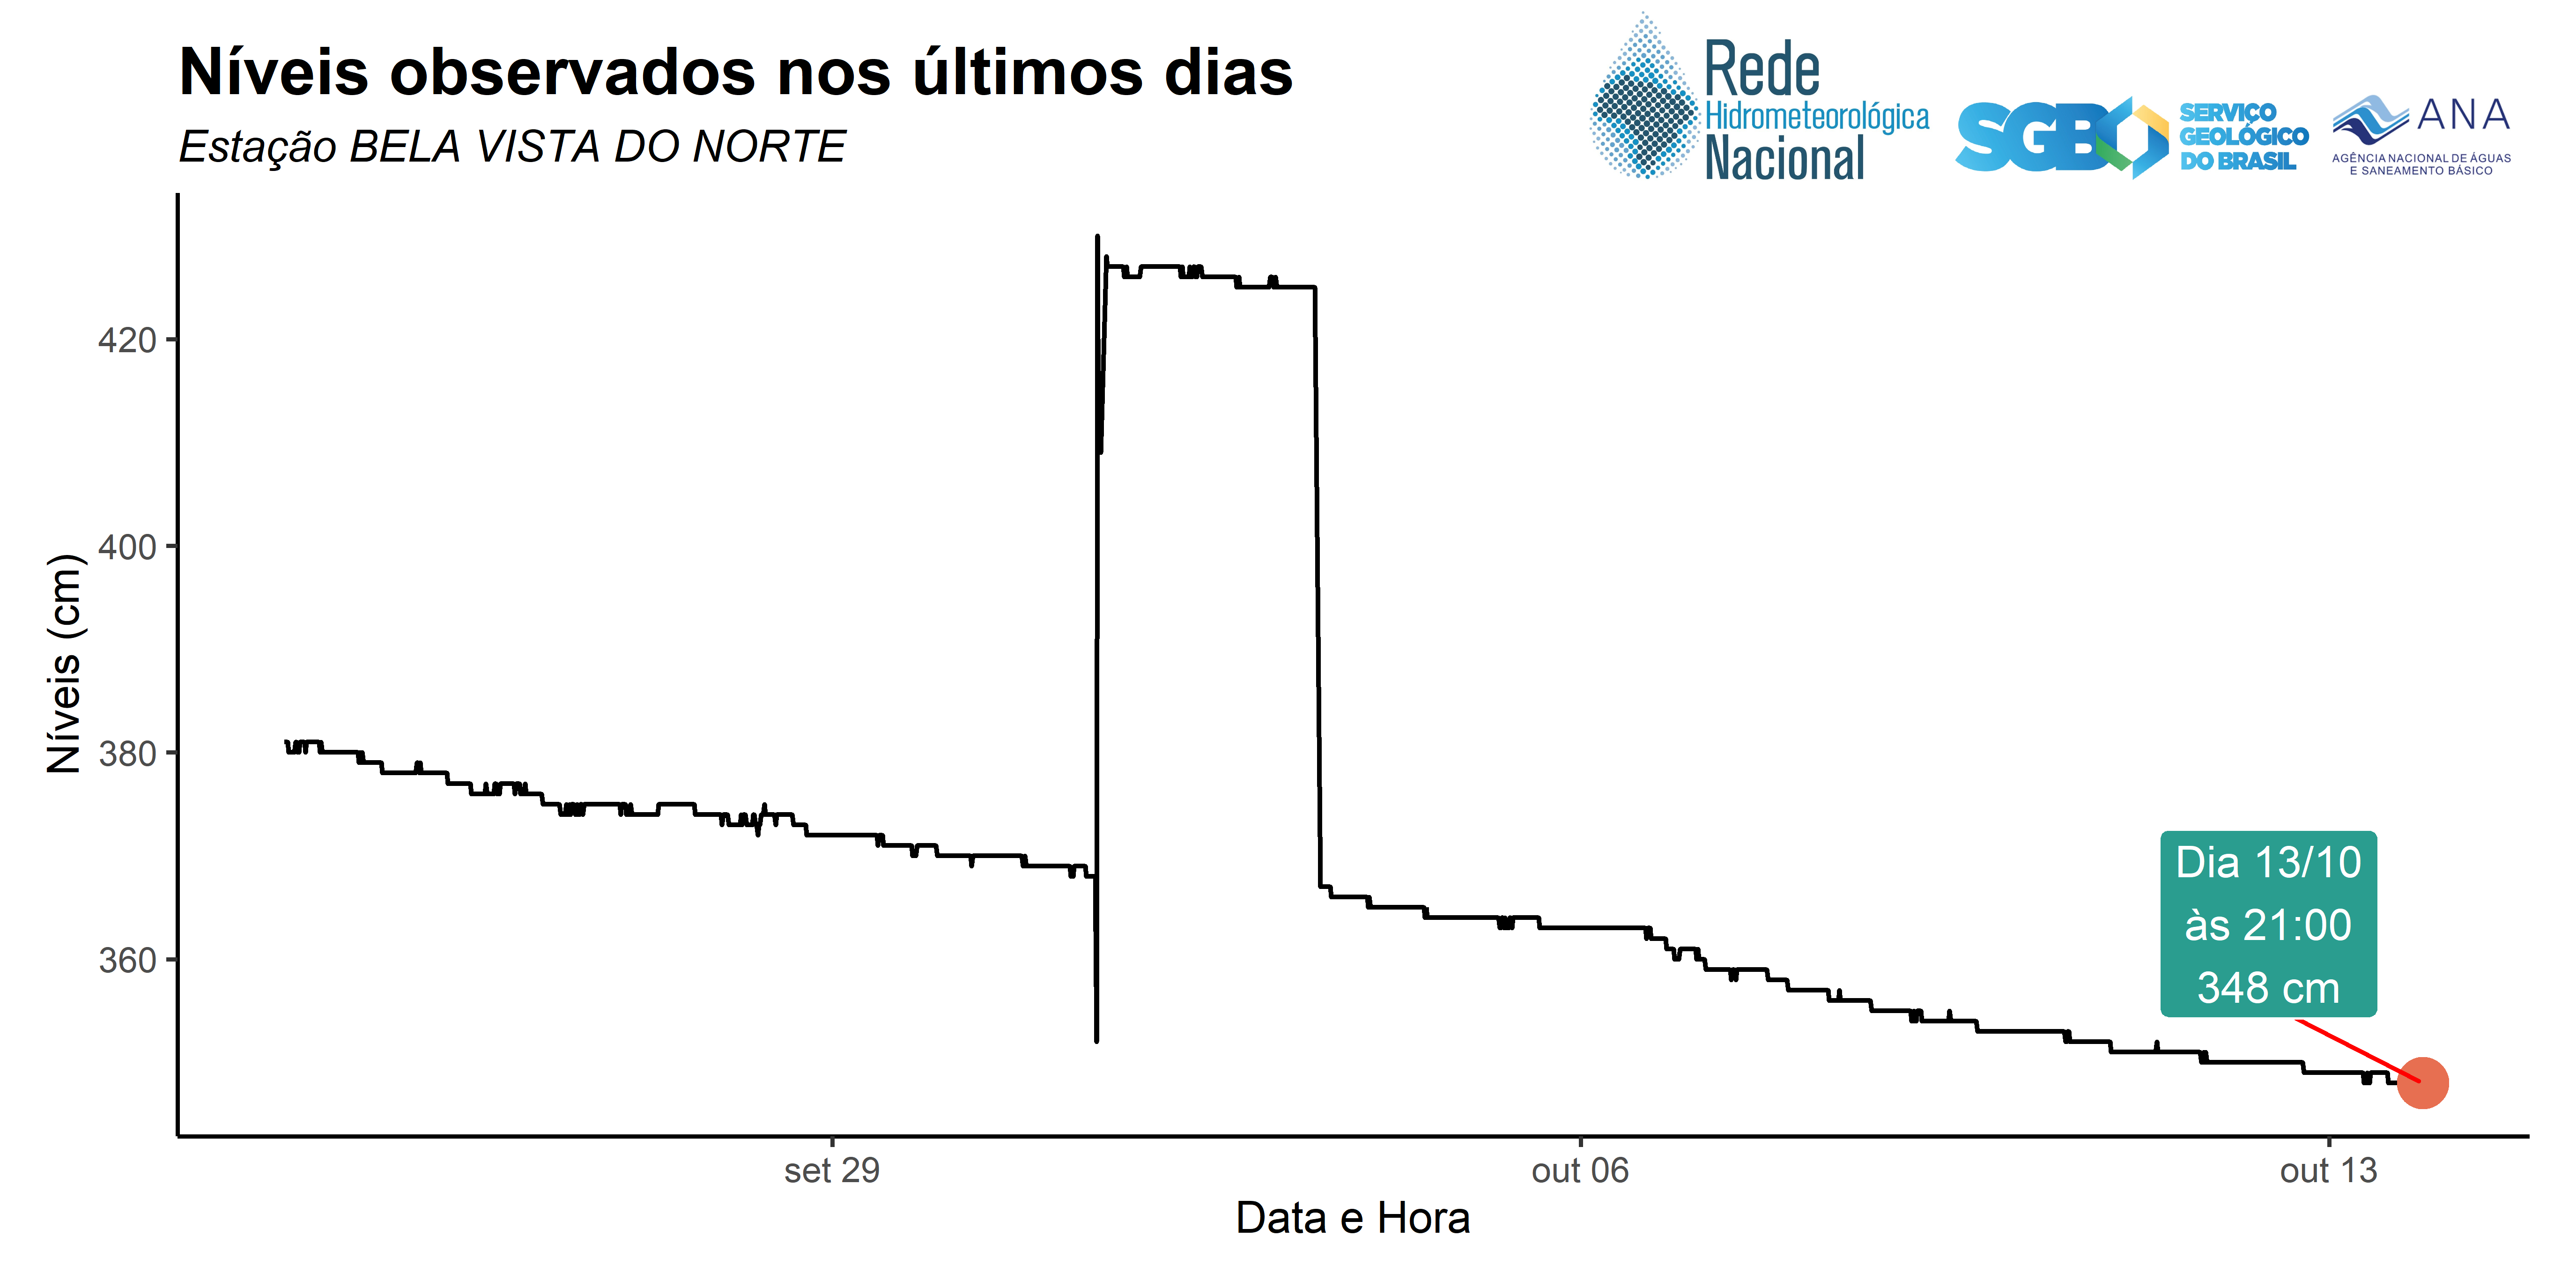 Níveis observados nos últimos dias
Estação BELA VISTA DO NORTE
Rede
Hidrometeorológica
Nacional
SGB
SERVIÇO
GEOLÓGICO
DO BRASIL
ANA
AGÊNCIA NACIONAL DE ÁGUAS
E SANEAMENTO BÁSICO
Níveis (cm)
420
400
380
360
Dia 13/10
às 21:00
348 cm
set 29
out 06
out 13
Data e Hora